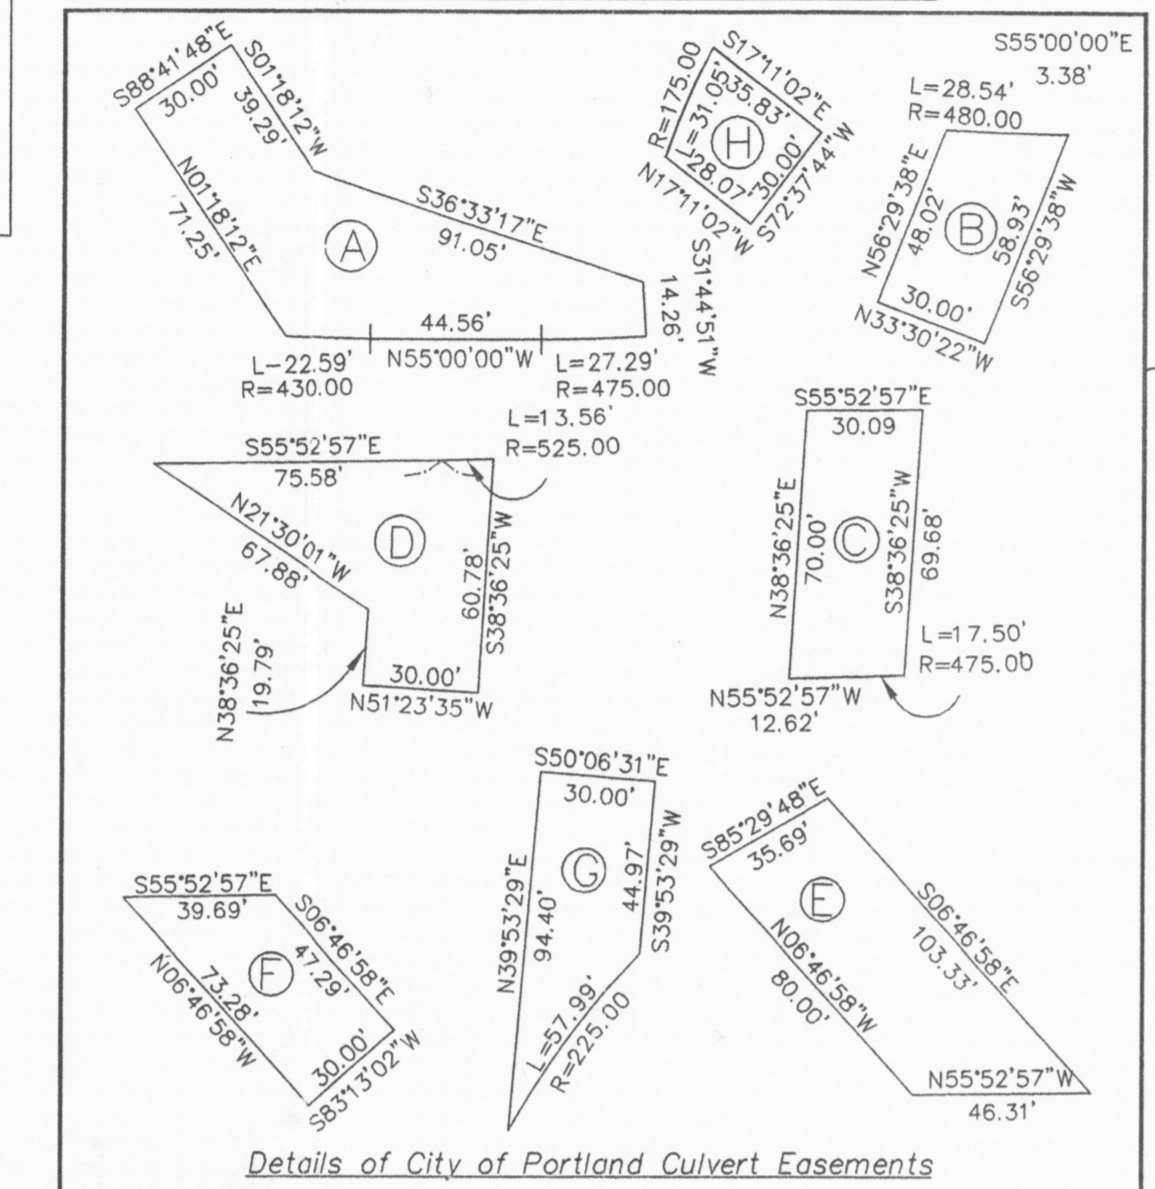 S88°41'48"E
30.00'
S01°18'12"W
39.29'
N01°18'12"E
71.25'
A
S36°33'17"E
91.05'
14.26'
S31°44'51"W
44.56'
N55°00'00"W
L-22.59'
R=430.00
L=27.29'
R=475.00
R=175.00
L=31.05'
S17°11'02"E
35.83'
H
28.07'
N17°11'02"W
30.00'
S72°37'44"W
S55°00'00"E
3.38'
L=28.54'
R=480.00
N56°29'38"E
48.02'
B
58.93'
S56°29'38"W
30.00'
N33°30'22"W
S55°52'57"E
75.58'
L=13.56'
R=525.00
N21°30'01"W
67.88'
D
60.78'
S38°36'25"W
N38°36'25"E
19.79'
30.00'
N51°23'35"W
S55°52'57"E
30.09
N38°36'25"E
70.00'
C
S38°36'25"W
69.68'
L=17.50'
R=475.00
N55°52'57"W
12.62'
S50°06'31"E
30.00'
N39°53'29"E
94.40'
G
44.97'
S39°53'29"W
L=57.99'
R=225.00
S85°29'48"E
35.69'
E
S06°46'58"E
103.33'
N06°46'58"W
80.00'
N55°52'57"W
46.31'
S55°52'57"E
39.69'
S06°46'58"E
47.29'
F
73.28'
N06°46'58"W
30.00'
S83°13'02"W
Details of City of Portland Culvert Easements